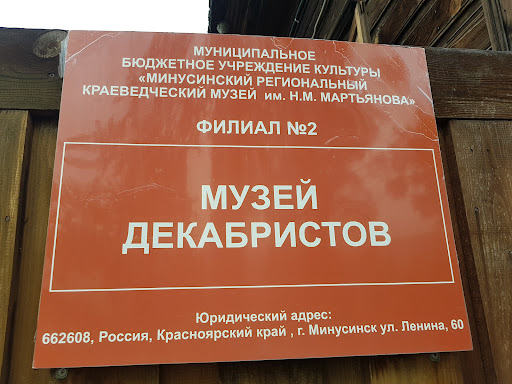 МУНИЦИПАЛЬНОЕ
БЮДЖЕТНОЕ УЧРЕЖДЕНИЕ КУЛЬТУРЫ
«МИНУСИНСКИЙ РЕГИОНАЛЬНЫЙ
КРАЕВЕДЧЕСКИЙ МУЗЕЙ им. Н.М. МАРТЬЯНОВА»
ФИЛИАЛ №2
МУЗЕЙ
ДЕКАБРИСТОВ
Юридический адрес:
662608, Россия, Красноярский край , г. Минусинск ул. Ленина, 60